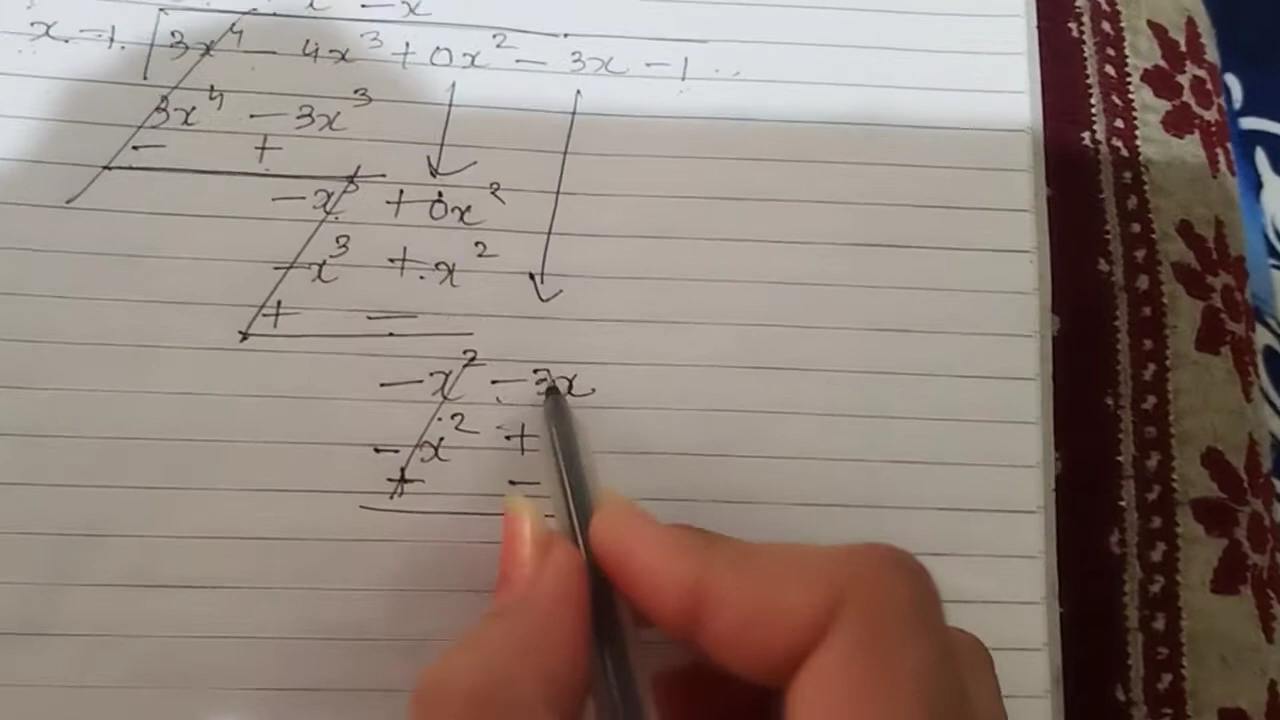 x - 1 3x⁴ - 4x³ + 0x² - 3x - 1
3x⁴ - 3x³
- +
- x³ + 0x²
- x³ + x²
+ -
- x² - 3x
- x² +
+ -